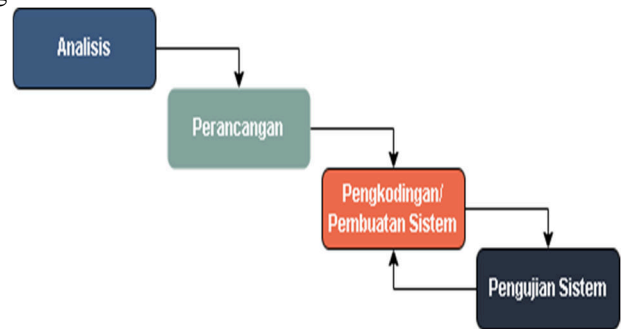 Analisis
Perancangan
Pengkodingan/
Pembuatan Sistem
Pengujian Sistem